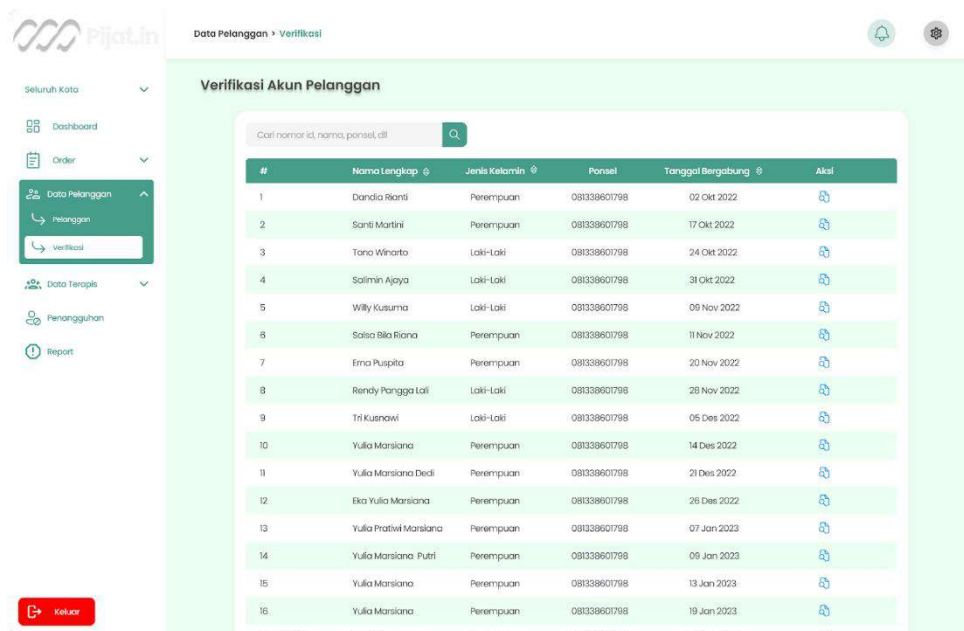 Pijat.in
Data Pelanggan > Verifikasi
Seluruh Kota
Dashboard
Order
Data Pelanggan
Pelanggan
Verifikasi
Data Terapis
Penangguhan
Report
Keluar
Verifikasi Akun Pelanggan
Cari nomor id, nama, ponsel, dll
# Nama Lengkap Jenis Kelamin Ponsel Tanggal Bergabung Aksi
1 Dandia Rianti Perempuan 081338601798 02 Okt 2022
2 Santi Martini Perempuan 081338601798 17 Okt 2022
3 Tono Winarto Laki-Laki 081338601798 24 Okt 2022
4 Salimin Ajaya Laki-Laki 081338601798 31 Okt 2022
5 Willy Kusuma Laki-Laki 081338601798 09 Nov 2022
6 Salsa Bila Riana Perempuan 081338601798 11 Nov 2022
7 Erna Puspita Perempuan 081338601798 20 Nov 2022
8 Rendy Pangga Lali Laki-Laki 081338601798 28 Nov 2022
9 Tri Kusnawi Laki-Laki 081338601798 05 Des 2022
10 Yulia Marsiana Perempuan 081338601798 14 Des 2022
11 Yulia Marsiana Dedi Perempuan 081338601798 21 Des 2022
12 Eka Yulia Marsiana Perempuan 081338601798 26 Des 2022
13 Yulia Pratiwi Marsiana Perempuan 081338601798 07 Jan 2023
14 Yulia Marsiana Putri Perempuan 081338601798 09 Jan 2023
15 Yulia Marsiana Perempuan 081338601798 13 Jan 2023
16 Yulia Marsiana Perempuan 081338601798 19 Jan 2023